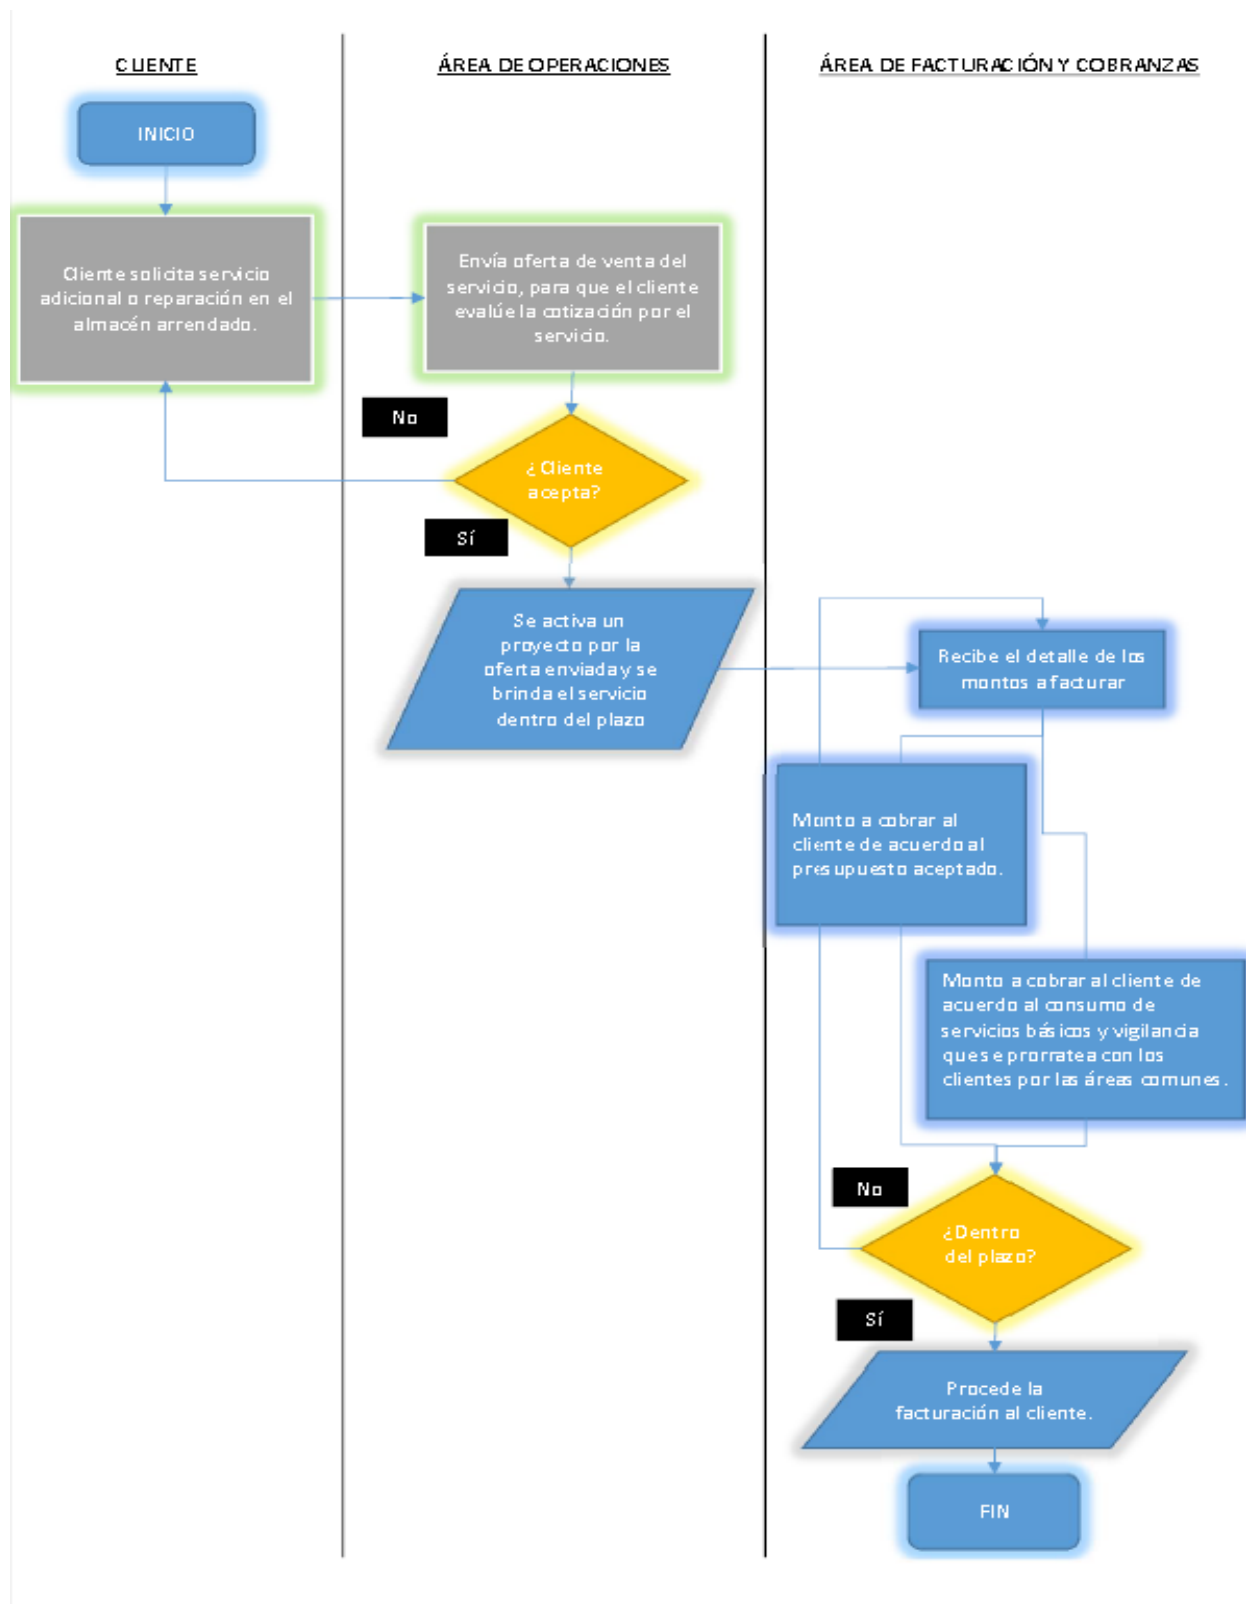 CLIENTE
ÁREA DE OPERACIONES
ÁREA DE FACTURACIÓN Y COBRANZAS
INICIO
Cliente solicita servicio
adicional o reparación en el
almacén arrendado.
Envía oferta de venta del
servicio, para que el cliente
evalúe la cotización por el
servicio.
No
¿Cliente
acepta?
Sí
Se activa un
proyecto por la
oferta enviada y se
brinda el servicio
dentro del plazo
Recibe el detalle de los
montos a facturar
Monto a cobrar al
cliente de acuerdo al
presupuesto aceptado.
Monto a cobrar al cliente de
acuerdo al consumo de
servicios básicos y vigilancia
que se prorratea con los
clientes por las áreas comunes.
No
¿Dentro
del plazo?
Sí
Procede la
facturación al cliente.
FIN